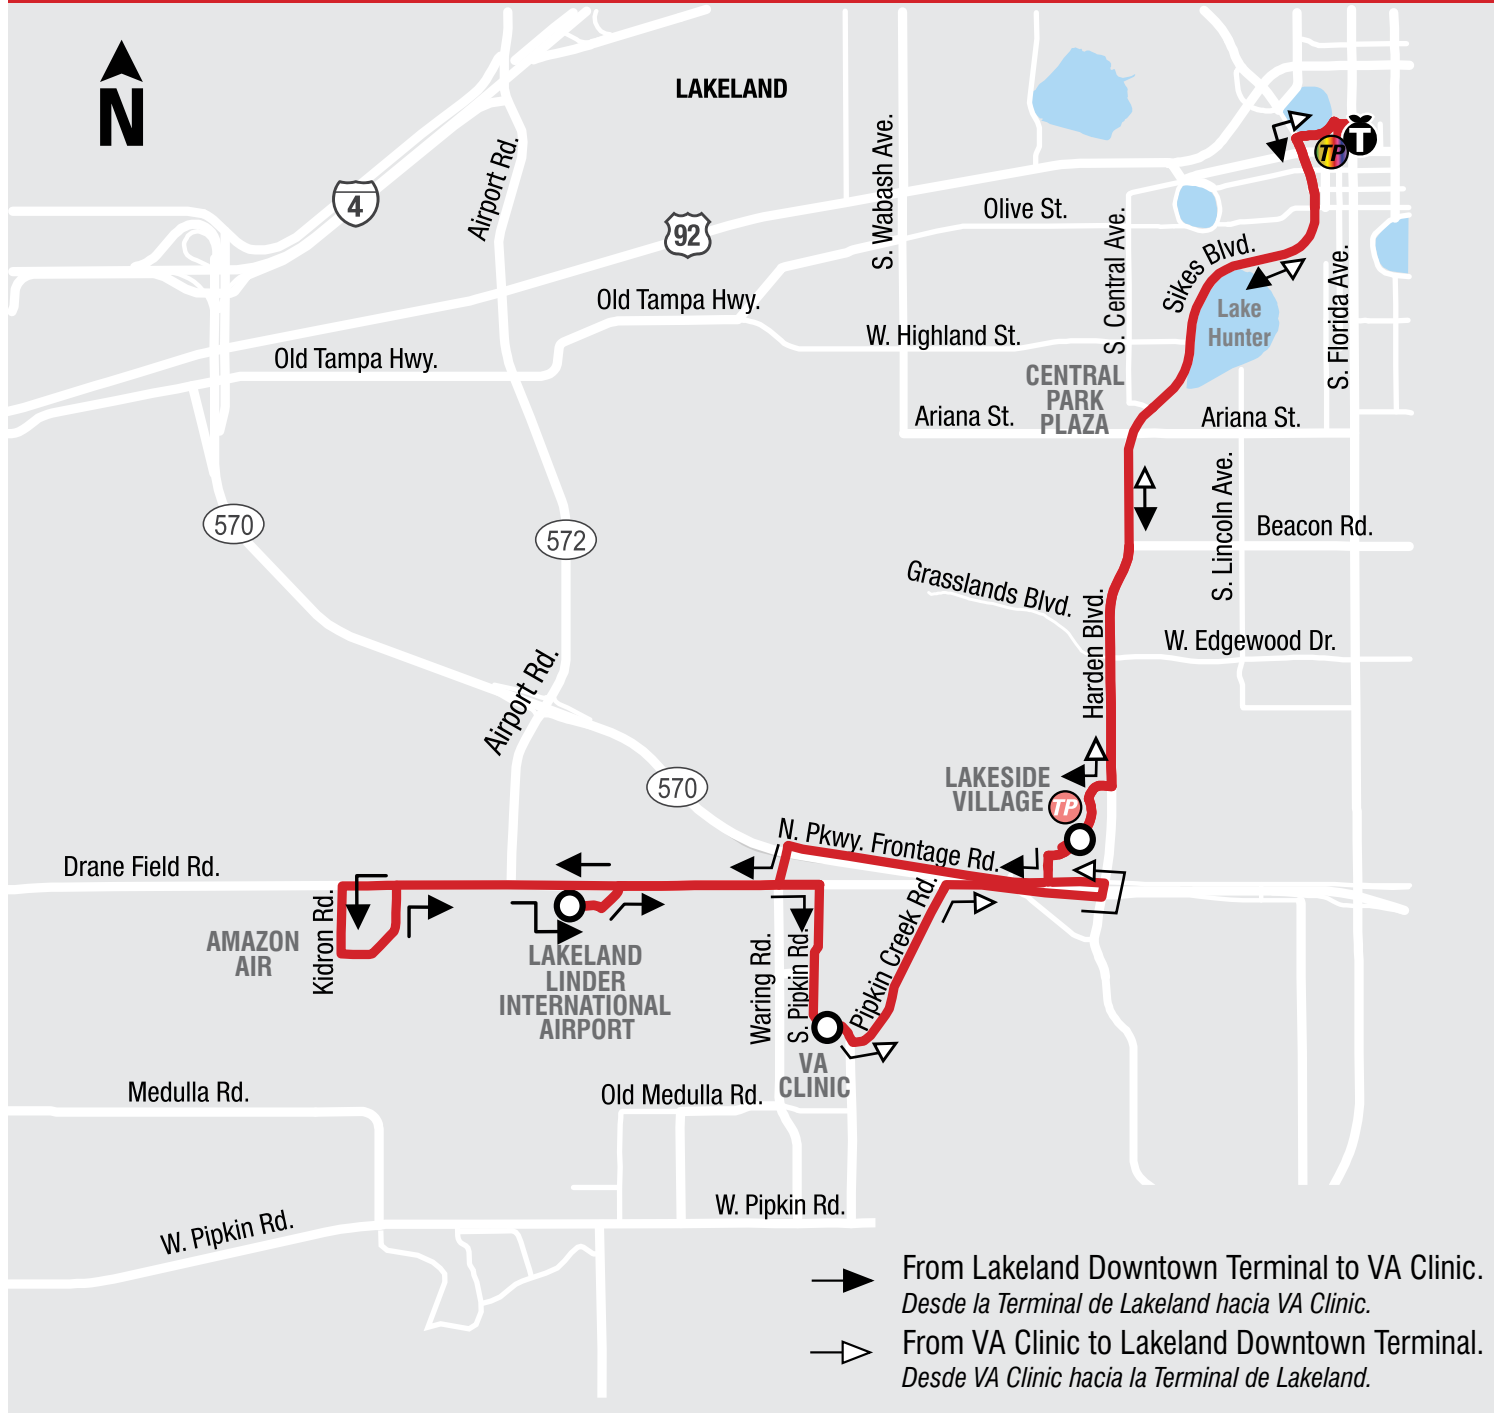 N
LAKELAND
4
Airport Rd.
92
S. Wabash Ave.
Olive St.
S. Central Ave.
TP
T
Sikes Blvd.
Lake
Hunter
S. Florida Ave.
Old Tampa Hwy.
Old Tampa Hwy.
W. Highland St.
CENTRAL
PARK
PLAZA
Ariana St.
Ariana St.
570
572
S. Lincoln Ave.
Beacon Rd.
Grasslands Blvd.
Harden Blvd.
W. Edgewood Dr.
Airport Rd.
570
LAKESIDE
VILLAGE
TP
N. Pkwy. Frontage Rd.
Drane Field Rd.
Kidron Rd.
AMAZON
AIR
LAKELAND
LINDER
INTERNATIONAL
AIRPORT
Waring Rd.
S. Pipkin Rd.
Pipkin Creek Rd.
VA
CLINIC
Medulla Rd.
Old Medulla Rd.
W. Pipkin Rd.
W. Pipkin Rd.
From Lakeland Downtown Terminal to VA Clinic.
Desde la Terminal de Lakeland hacia VA Clinic.
From VA Clinic to Lakeland Downtown Terminal.
Desde VA Clinic hacia la Terminal de Lakeland.